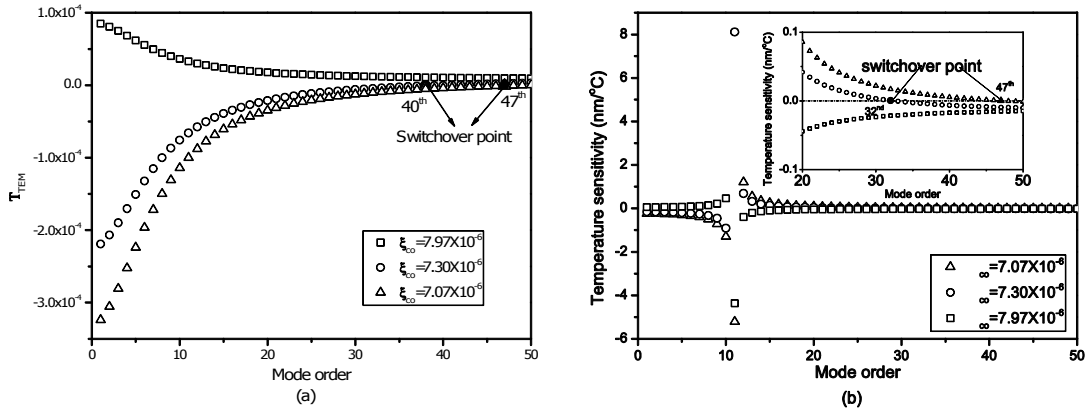 (a)
1.0x10⁻⁴
0.0
-1.0x10⁻⁴
-2.0x10⁻⁴
-3.0x10⁻⁴
T_TEM
40th
47th
Switchover point
ξco=7.97X10⁻⁶
ξco=7.30X10⁻⁶
ξco=7.07X10⁻⁶
0 10 20 30 40 50
Mode order
(a)
(b)
8
6
4
2
0
-2
-4
-6
Temperature sensitivity (nm/°C)
0.1
0.0
-0.1
Temperature sensitivity (nm/°C)
switchover point
47th
32nd
20 30 40 50
Mode order
co=7.07X10⁻⁶
co=7.30X10⁻⁶
co=7.97X10⁻⁶
0 10 20 30 40 50
Mode order
(b)